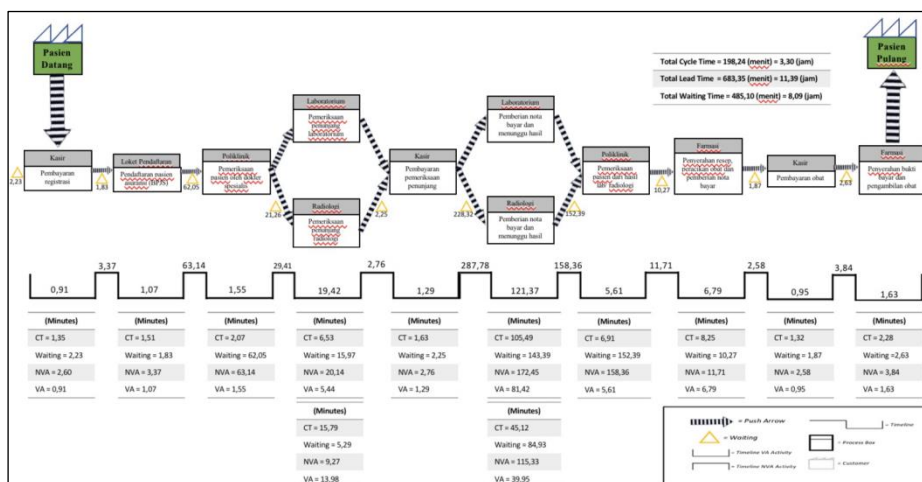 Pasien
Datang
Pasien
Pulang
Total Cycle Time = 198,24 (menit) = 3,30 (jam)
Total Lead Time = 683,35 (menit) = 11,39 (jam)
Total Waiting Time = 485,10 (menit) = 8,09 (jam)
Kasir
Pembayaran
registrasi
Loket Pendaftaran
Pendaftaran pasien
asuransi (BPJS)
Poliklinik
Pemeriksaan
pasien oleh dokter
spesialis
Laboratorium
Pemeriksaan
penunjang
laboratorium
Radiologi
Pemeriksaan
penunjang
radiologi
Kasir
Pembayaran
pemeriksaan
penunjang
Laboratorium
Pemberian nota
bayar dan
menunggu hasil
Radiologi
Pemberian nota
bayar dan
menunggu hasil
Poliklinik
Pemeriksaan
pasien dari hasil
lab/ radiologi
Farmasi
Penyerahan resep,
peracikan obat dan
pemberian nota
bayar
Kasir
Pembayaran obat
Farmasi
Penyerahan bukti
bayar dan
pengambilan obat
2,23
1,83
62,05
21,26
2,25
228,32
152,39
10,27
1,87
2,63
3,37
63,14
29,41
2,76
287,78
158,36
11,71
2,58
3,84
0,91
1,07
1,55
19,42
1,29
121,37
5,61
6,79
0,95
1,63
(Minutes)
CT = 1,35
Waiting = 2,23
NVA = 2,60
VA = 0,91
(Minutes)
CT = 1,51
Waiting = 1,83
NVA = 3,37
VA = 1,07
(Minutes)
CT = 2,07
Waiting = 62,05
NVA = 63,14
VA = 1,55
(Minutes)
CT = 6,53
Waiting = 15,97
NVA = 20,14
VA = 5,44
(Minutes)
CT = 15,79
Waiting = 5,29
NVA = 9,27
VA = 13,98
(Minutes)
CT = 1,63
Waiting = 2,25
NVA = 2,76
VA = 1,29
(Minutes)
CT = 105,49
Waiting = 143,39
NVA = 172,45
VA = 81,42
(Minutes)
CT = 45,12
Waiting = 84,93
NVA = 115,33
VA = 39,95
(Minutes)
CT = 6,91
Waiting = 152,39
NVA = 158,36
VA = 5,61
(Minutes)
CT = 8,25
Waiting = 10,27
NVA = 11,71
VA = 6,79
(Minutes)
CT = 1,32
Waiting = 1,87
NVA = 2,58
VA = 0,95
(Minutes)
CT = 2,28
Waiting =2,63
NVA = 3,84
VA = 1,63
= Push Arrow
= Timeline
= Waiting
= Process Box
= Timeline VA Activity
= Timeline NVA Activity
= Customer